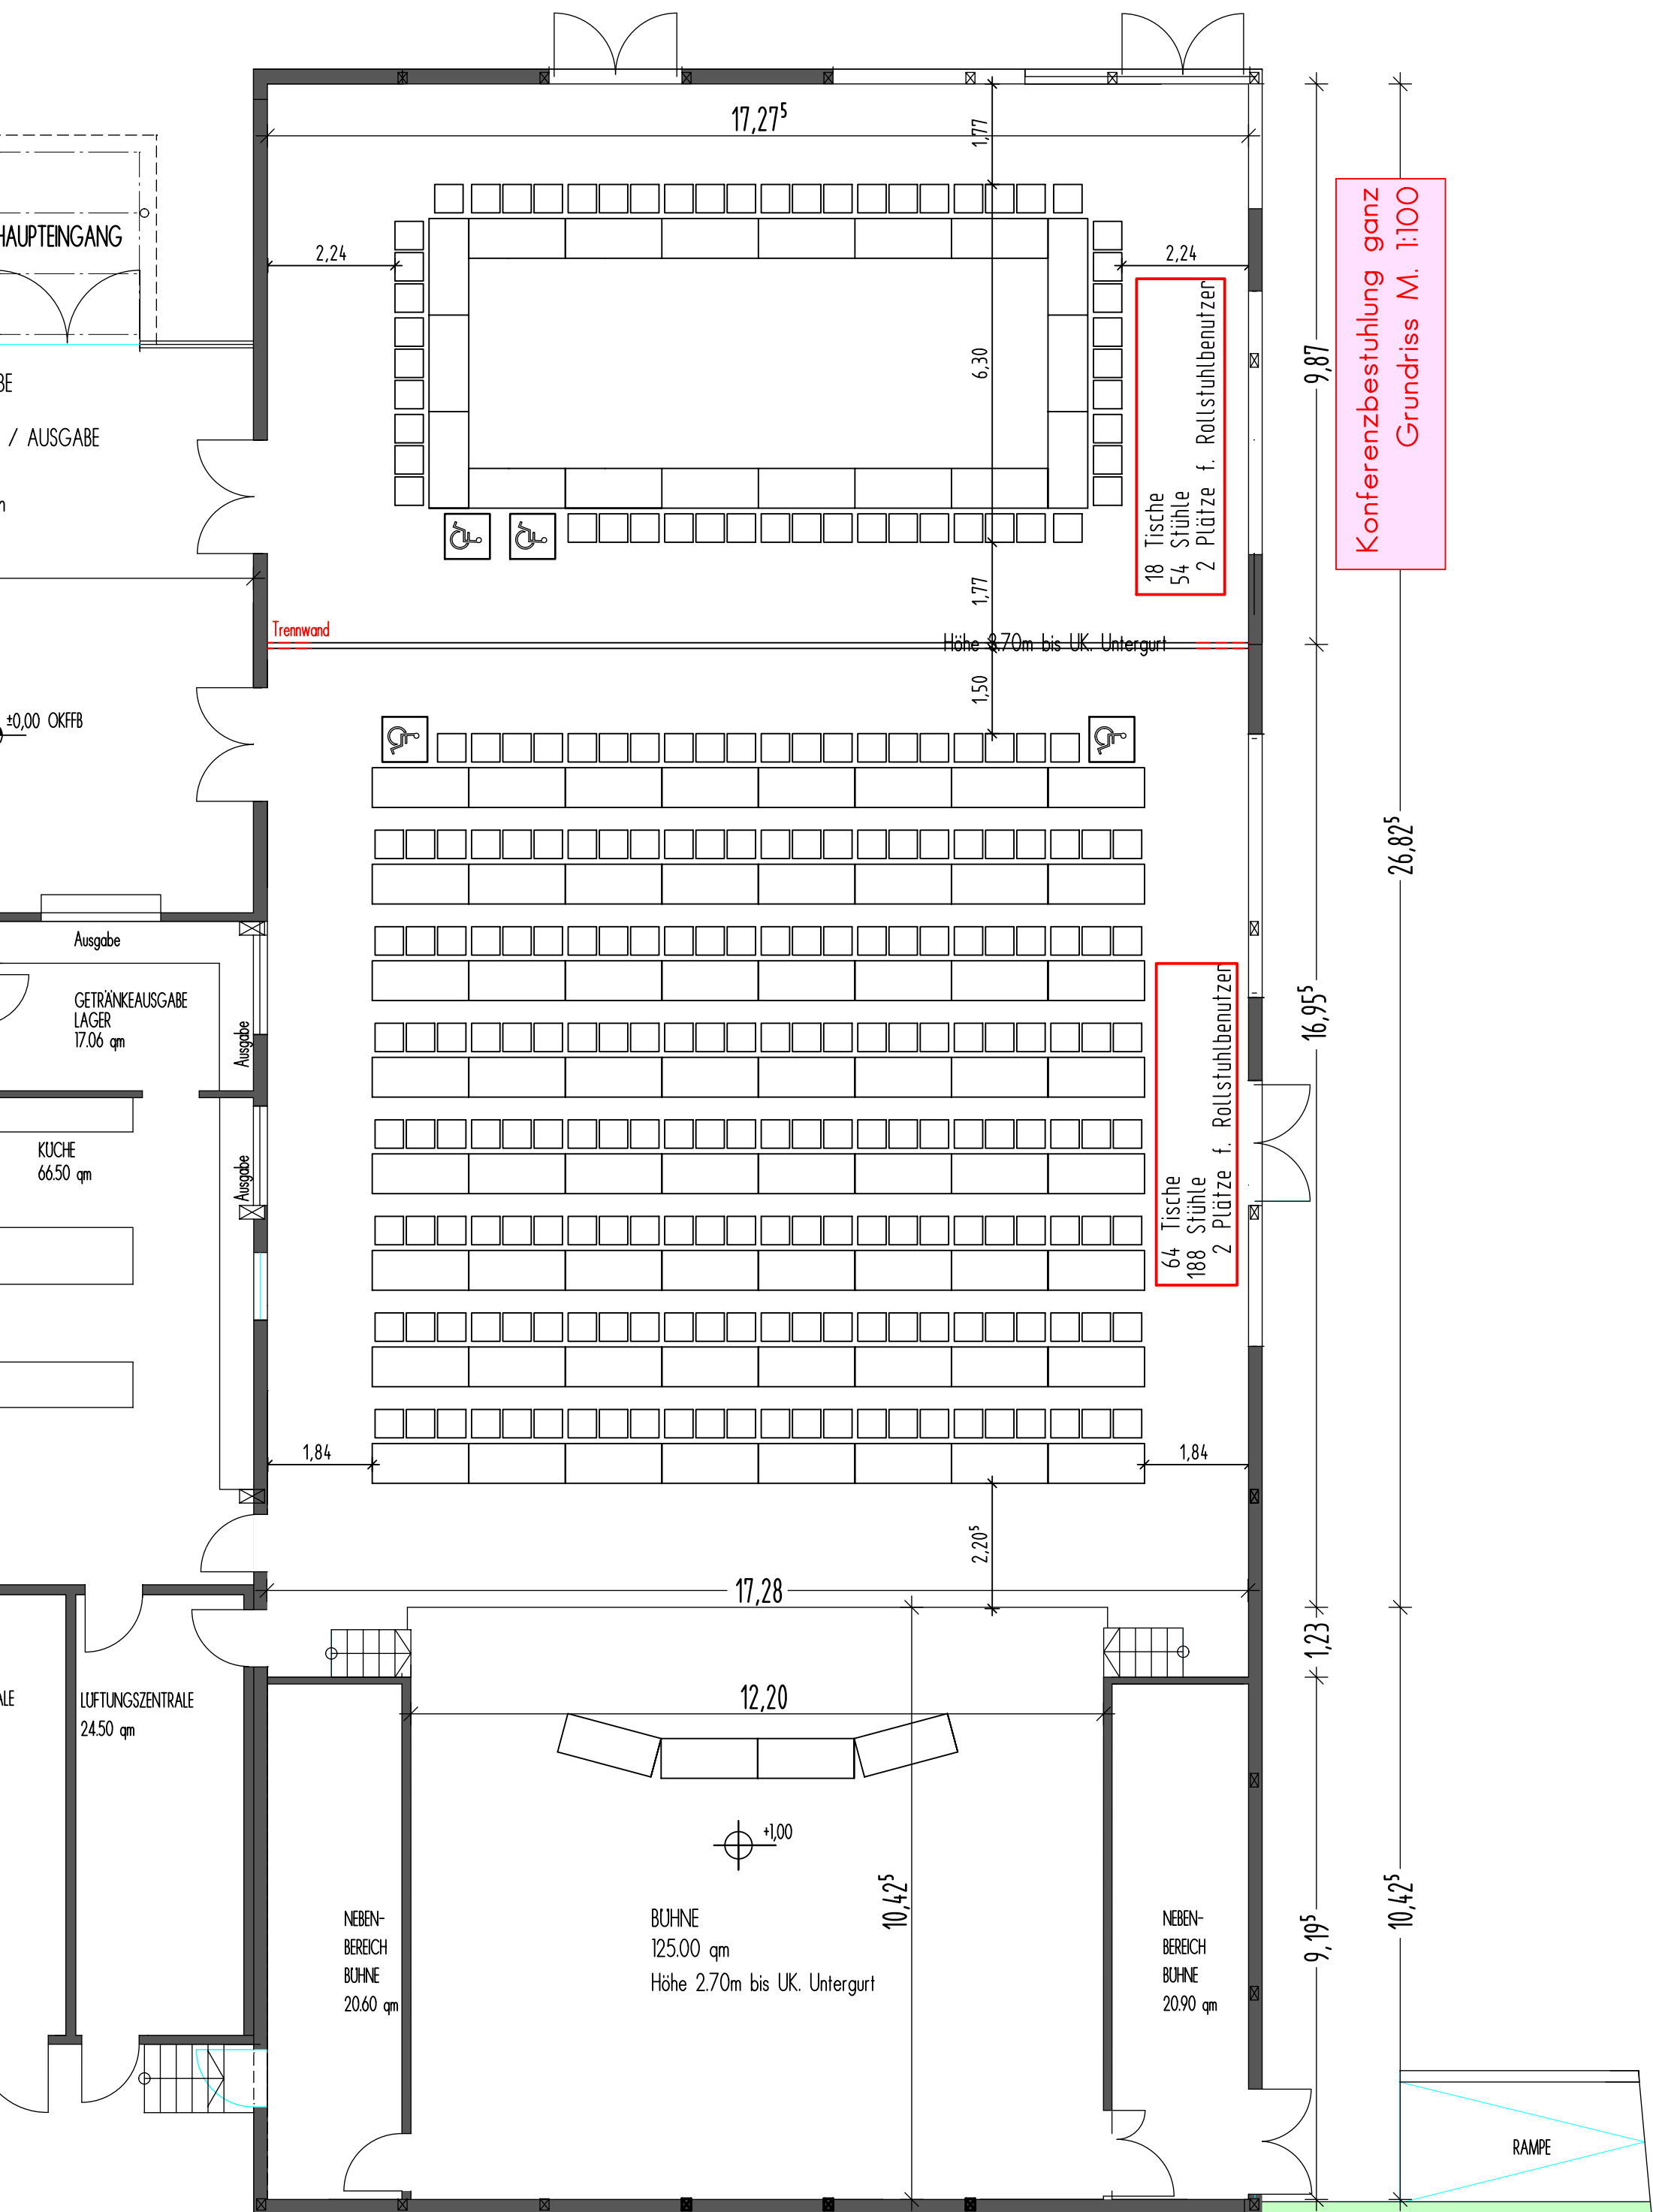 17,27⁵
1,77
HAUPTEINGANG
2,24
2,24
Konferenzbestuhlung ganz
Grundriss M. 1:100
18 Tische
54 Stühle
2 Plätze f. Rollstuhlbenutzer
6,30
9,87
/ AUSGABE
1,77
Trennwand
Höhe 3.70m bis UK. Untergurt
1,50
±0,00 OKFFB
26,82⁵
Ausgabe
GETRÄNKEAUSGABE
LAGER
17.06 qm
Ausgabe
16,95⁵
64 Tische
188 Stühle
2 Plätze f. Rollstuhlbenutzer
KÜCHE
66.50 qm
Ausgabe
1,84
1,84
2,20⁵
17,28
1,23
12,20
LÜFTUNGSZENTRALE
24.50 qm
+1,00
10,42⁵
BÜHNE
125.00 qm
Höhe 2.70m bis UK. Untergurt
NEBEN-
BEREICH
BÜHNE
20.60 qm
NEBEN-
BEREICH
BÜHNE
20.90 qm
9,19⁵
10,42⁵
RAMPE